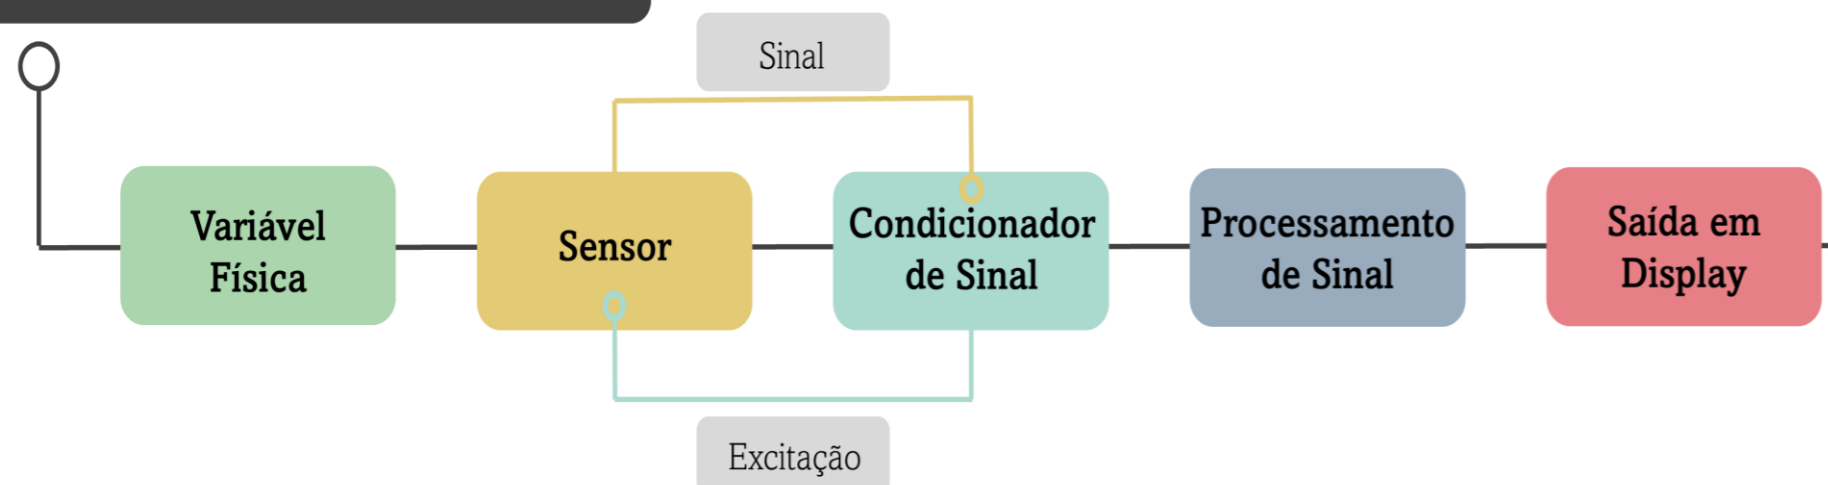 Sinal
Variável
Física
Sensor
Condicionador
de Sinal
Processamento
de Sinal
Saída em
Display
Excitação